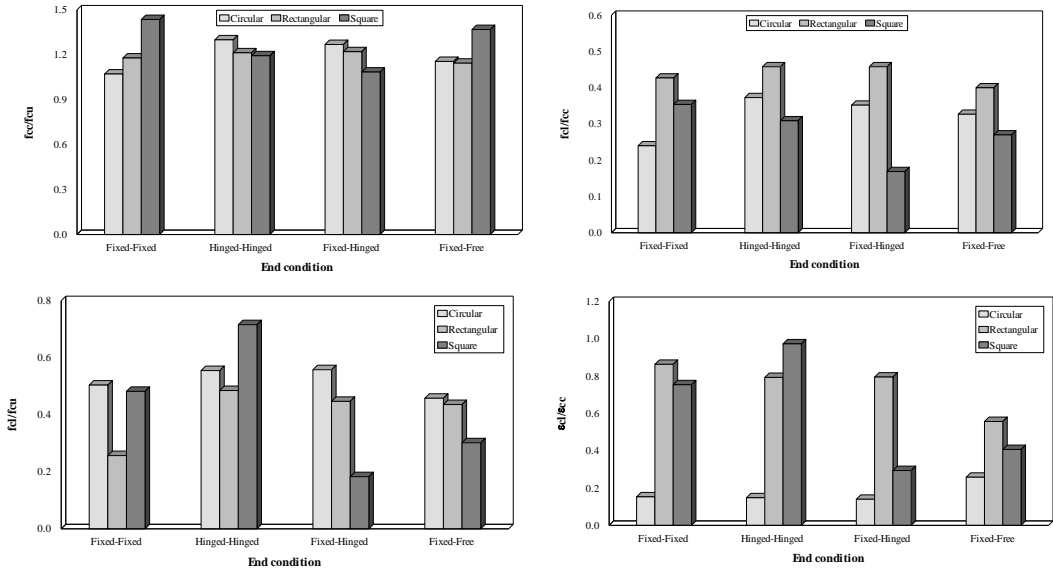 1.5
1.2
0.9
0.6
0.3
0.0
fcc/fcu
Circular Rectangular Square
Fixed-Fixed Hinged-Hinged Fixed-Hinged Fixed-Free
End condition
0.6
0.5
0.4
0.3
0.2
0.1
0.0
fcl/fcc
Circular Rectangular Square
Fixed-Fixed Hinged-Hinged Fixed-Hinged Fixed-Free
End condition
0.8
0.6
0.4
0.2
0.0
fcl/fcu
Circular
Rectangular
Square
Fixed-Fixed Hinged-Hinged Fixed-Hinged Fixed-Free
End condition
1.2
1.0
0.8
0.6
0.4
0.2
0.0
εcl/εcc
Circular
Rectangular
Square
Fixed-Fixed Hinged-Hinged Fixed-Hinged Fixed-Free
End condition